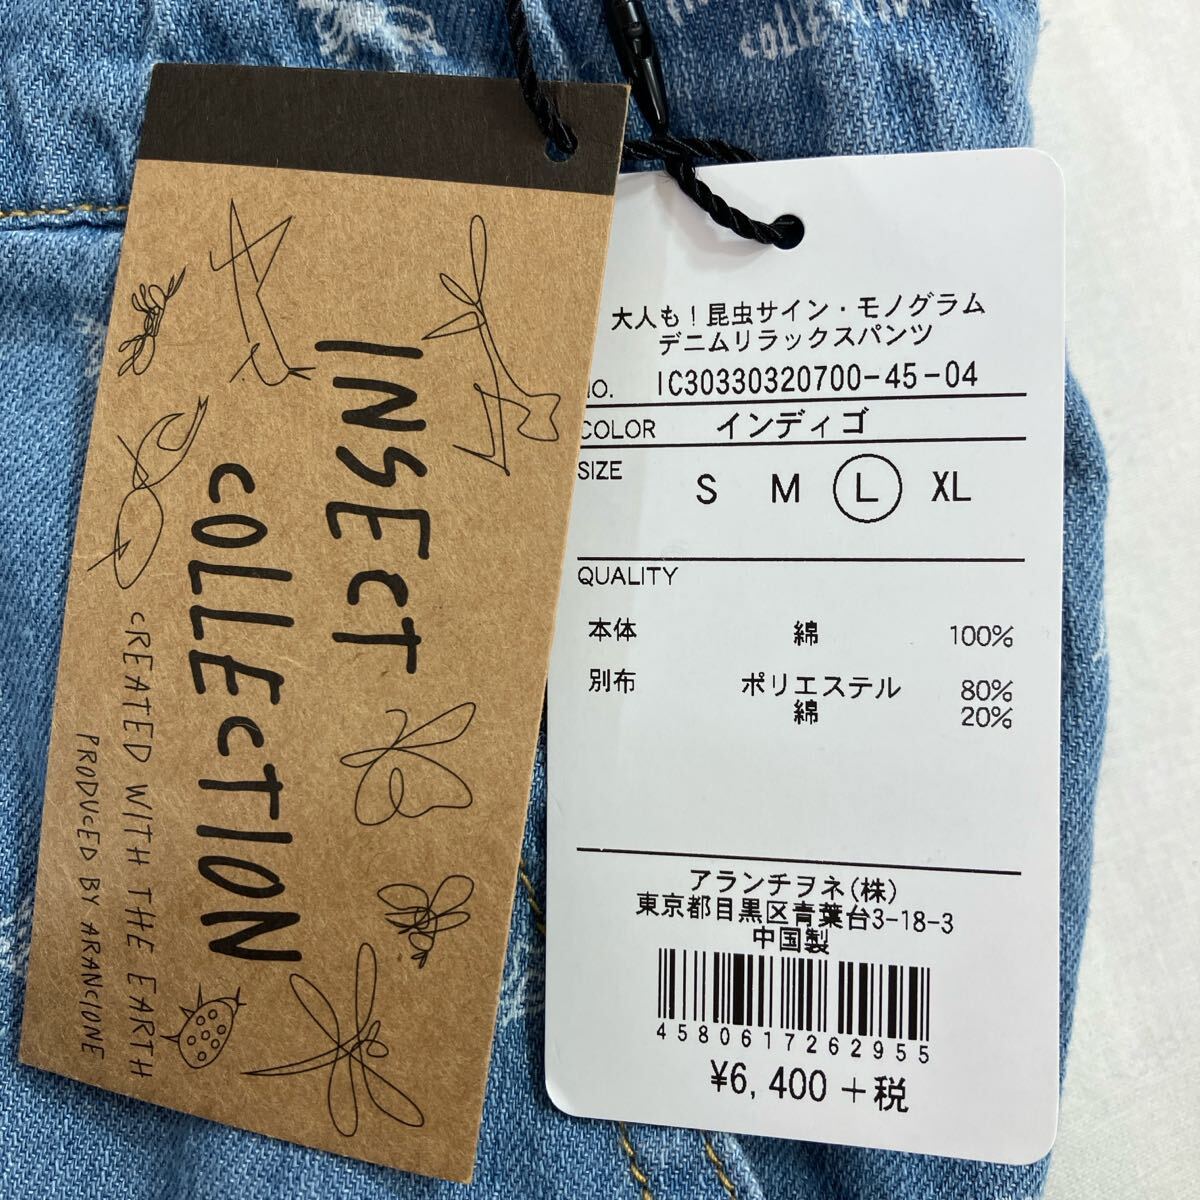 INSECT
COLLECTION
CREATED WITH THE EARTH
PRODUCED BY ARANCIONE
大人も！昆虫サイン・モノグラム
デニムリラックスパンツ
NO. IC30330320700-45-04
COLOR インディゴ
SIZE S M L XL
QUALITY
本体 綿 100%
別布 ポリエステル 80%
綿 20%
アランチヲネ(株)
東京都目黒区青葉台3-18-3
中国製
4580617262955
¥6,400＋税